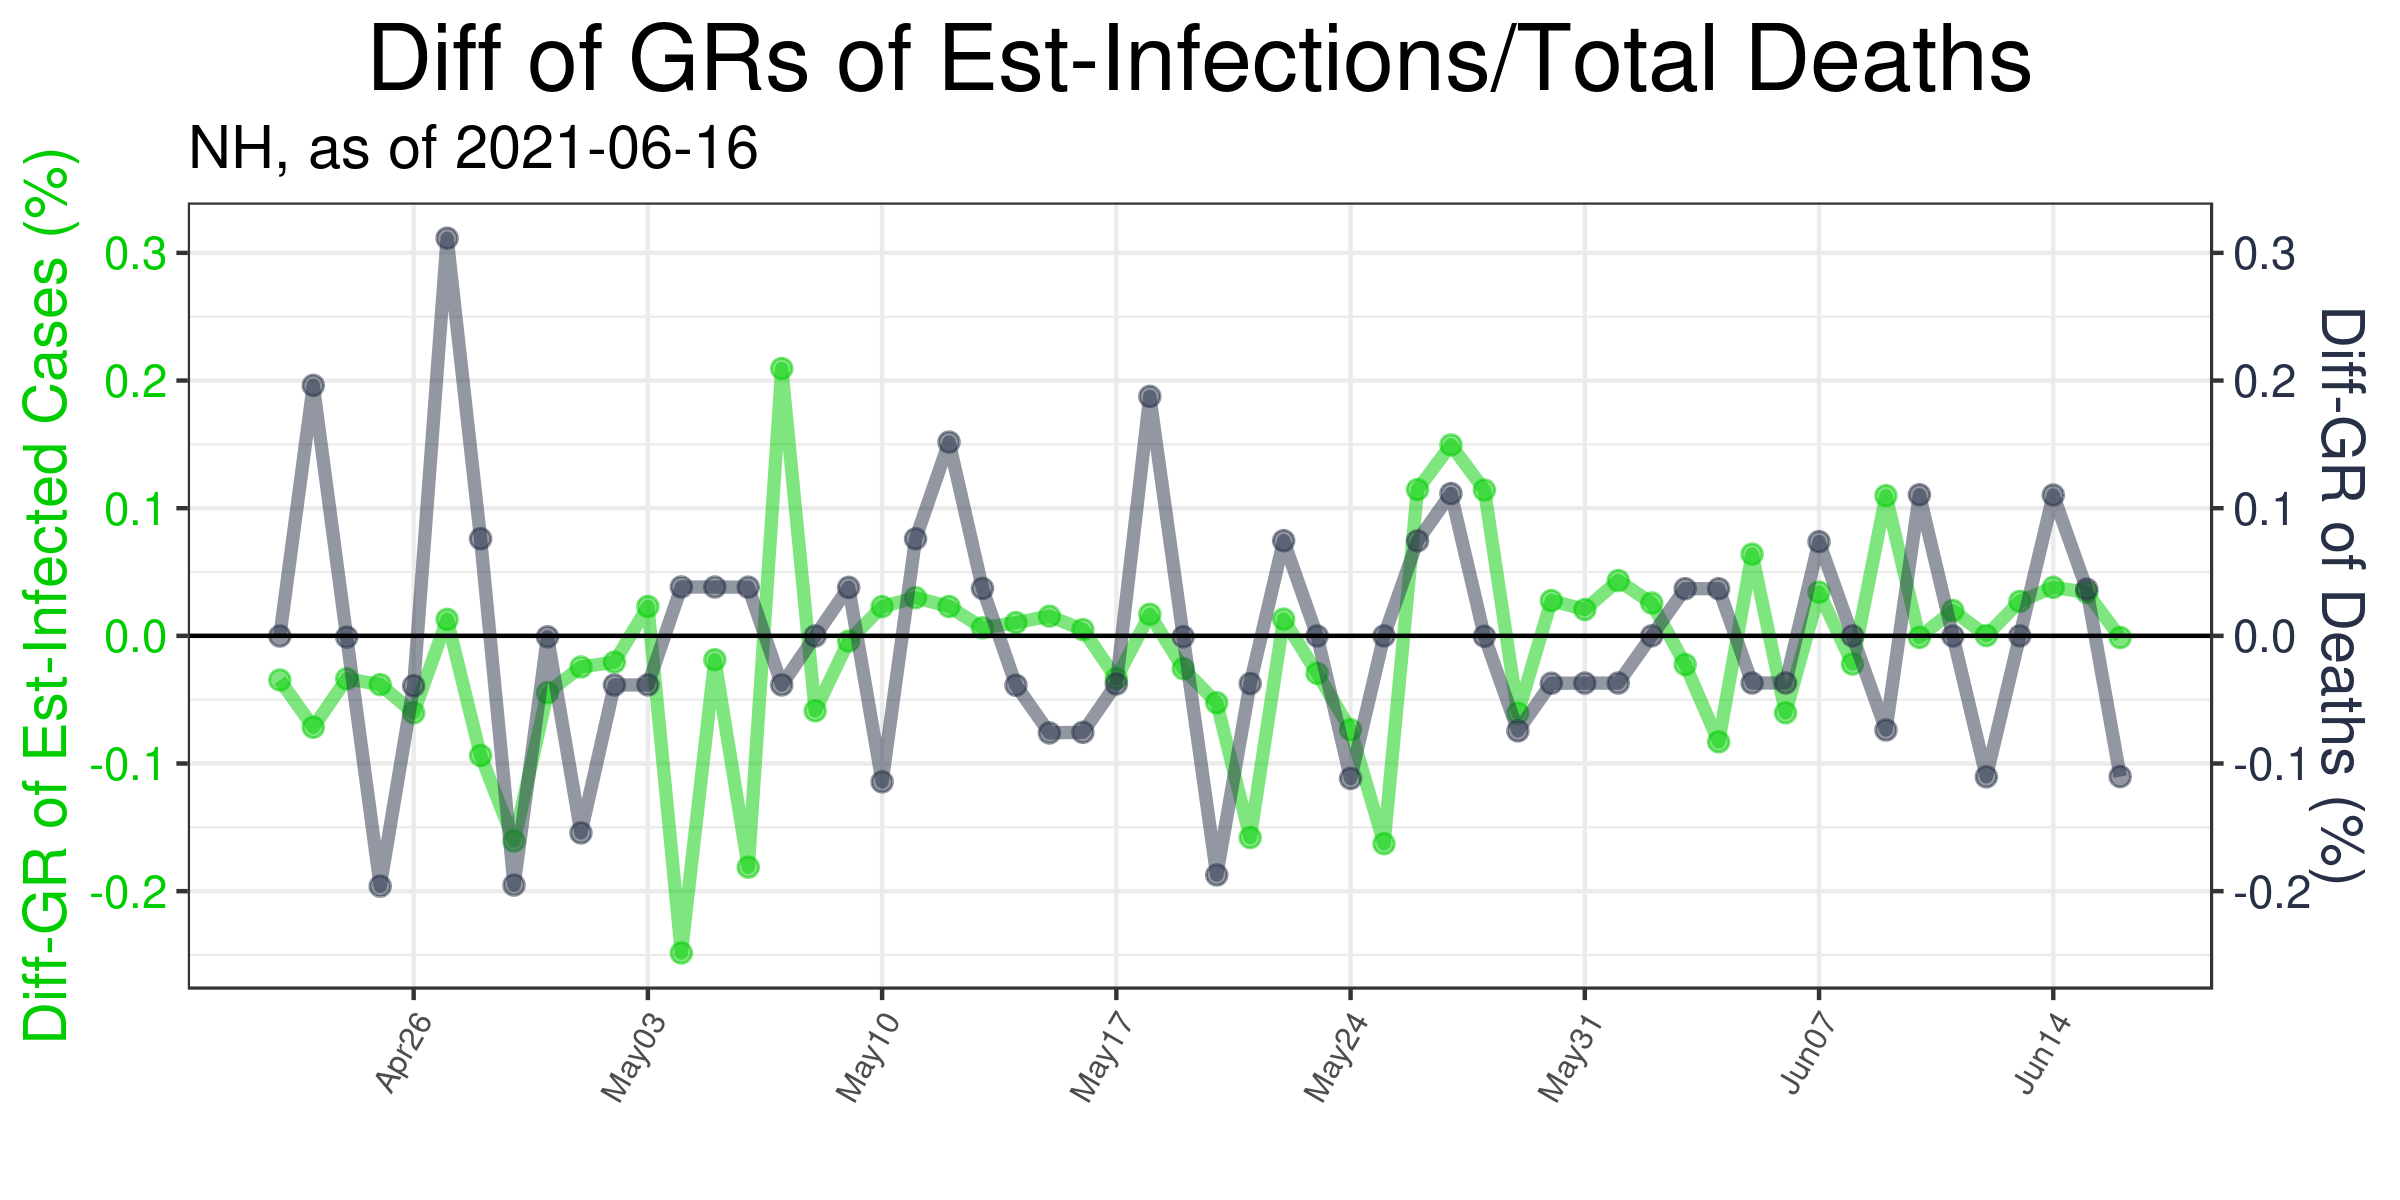 Diff of GRs of Est-Infections/Total Deaths
NH, as of 2021-06-16
Diff-GR of Est-Infected Cases (%)
0.3
0.2
0.1
0.0
-0.1
-0.2
0.3
0.2
0.1
0.0
-0.1
-0.2
Diff-GR of Deaths (%)
Apr26
May03
May10
May17
May24
May31
Jun07
Jun14